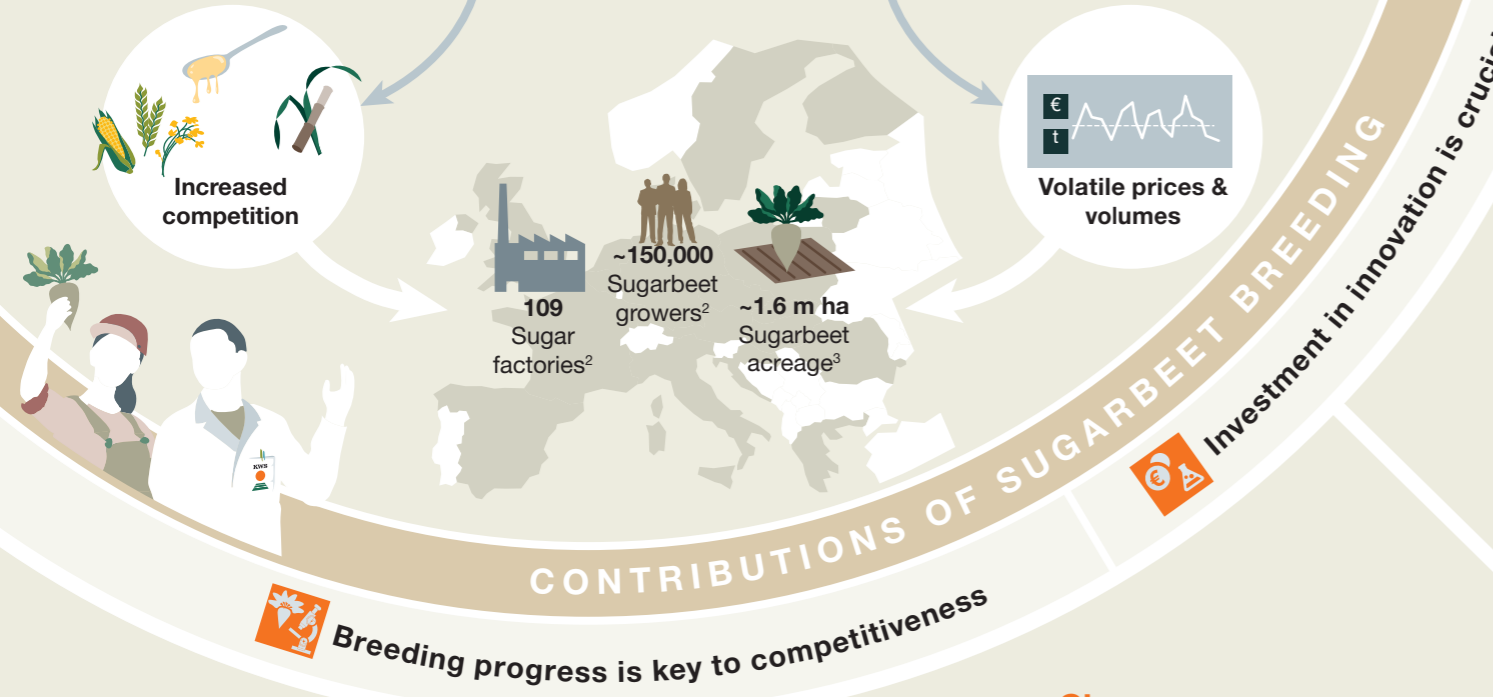 Increased
competition
€
t
Volatile prices &
volumes
~150,000
Sugarbeet
growers²
109
Sugar
factories²
~1.6 m ha
Sugarbeet
acreage³
KWS
CONTRIBUTIONS OF SUGARBEET BREEDING
€
Investment in innovation is crucial
Breeding progress is key to competitiveness